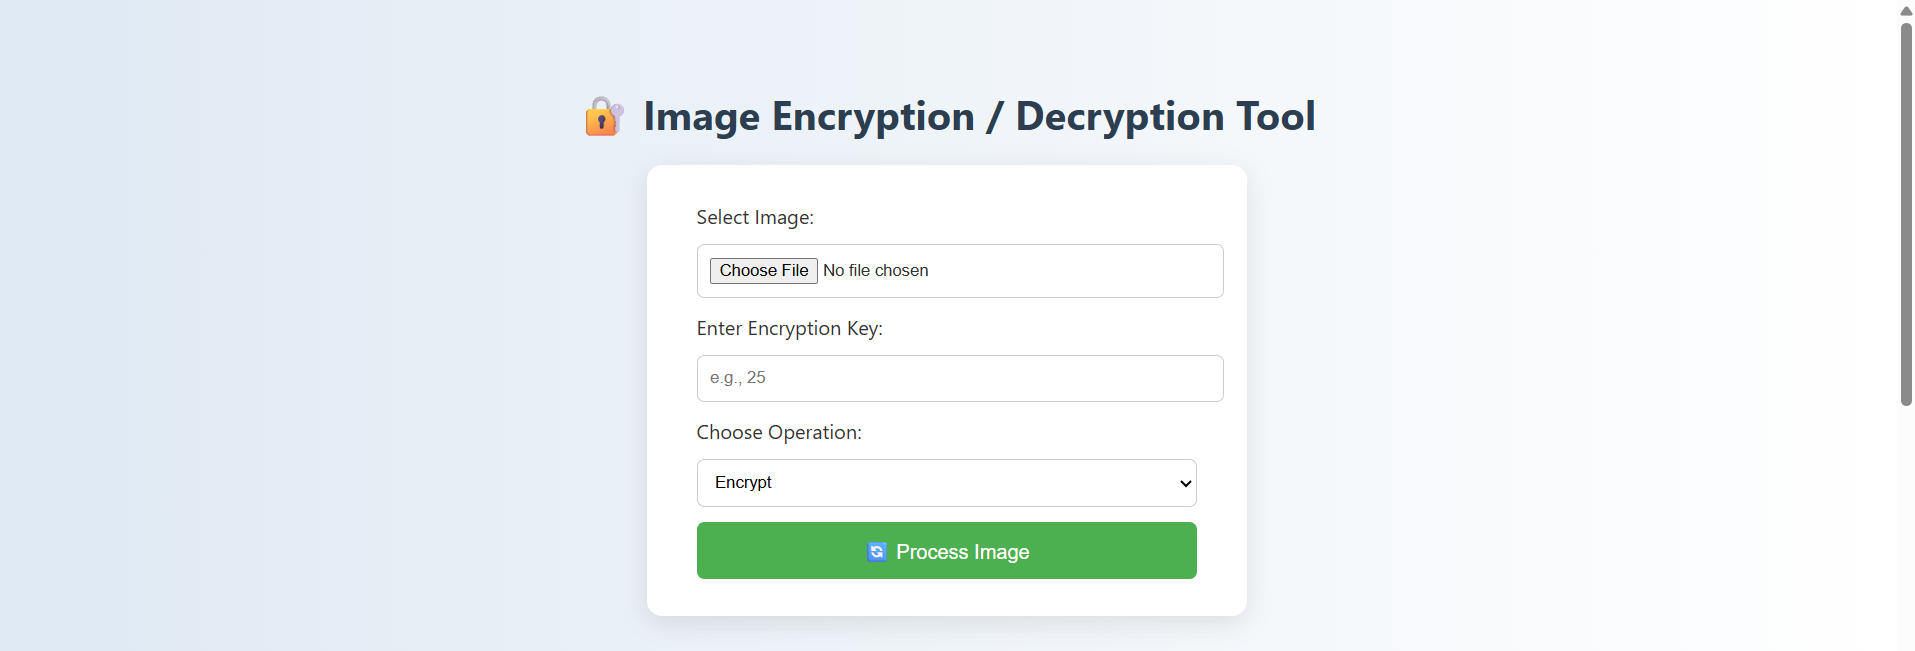 Image Encryption / Decryption Tool
Select Image:
Choose File No file chosen
Enter Encryption Key:
e.g., 25
Choose Operation:
Encrypt
Process Image